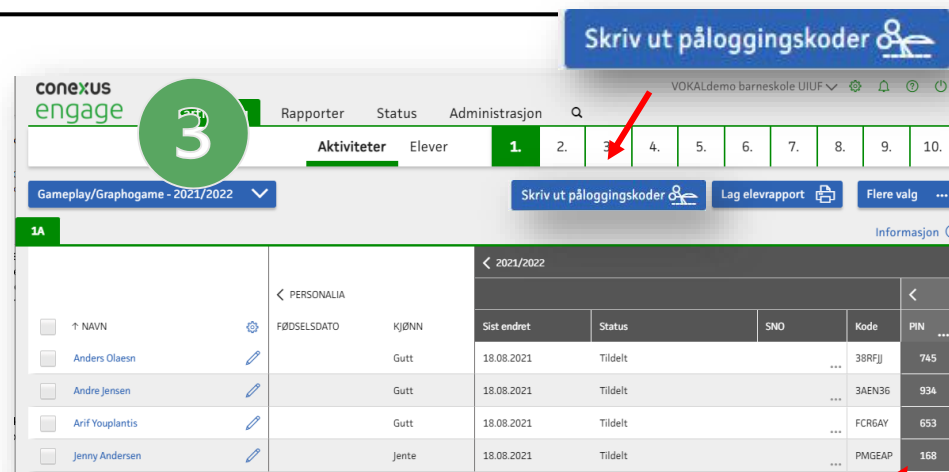 Skriv ut påloggingskoder
conexus
engage
VOKALdemo barneskole UIUF
3
Rapporter Status Administrasjon
Aktiviteter Elever 1. 2. 3. 4. 5. 6. 7. 8. 9. 10.
Gameplay/Graphogame - 2021/2022 Skriv ut påloggingskoder Lag elevrapport Flere valg ...
1A Informasjon
2021/2022
PERSONALIA
↑ NAVN FØDSELSDATO KJØNN Sist endret Status SNO Kode PIN ...
Anders Olaesn Gutt 18.08.2021 Tildelt ... 38RFJJ 745
Andre Jensen Gutt 18.08.2021 Tildelt ... 3AEN36 934
Arif Youplantis Gutt 18.08.2021 Tildelt ... FCR6AY 653
Jenny Andersen Jente 18.08.2021 Tildelt ... PMGEAP 168